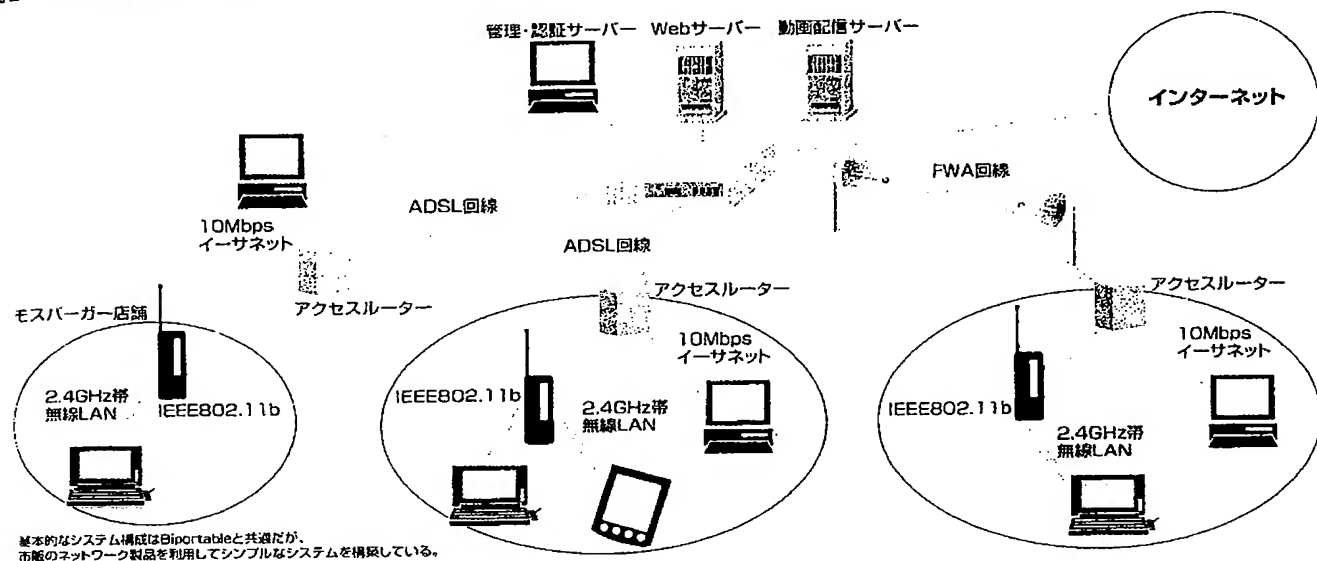 管理・認証サーバー Webサーバー 動画配信サーバー
インターネット
FWA回線
ADSL回線
10Mbps
イーサネット
ADSL回線
アクセスルーター
アクセスルーター
アクセスルーター
モスバーガー店舗
10Mbps
イーサネット
10Mbps
イーサネット
2.4GHz帯
無線LAN
IEEE802.11b
IEEE802.11b
2.4GHz帯
無線LAN
IEEE802.11b
2.4GHz帯
無線LAN
基本的なシステム構成はBiportableと共通だが、
市販のネットワーク製品を利用してシンプルなシステムを構築している。